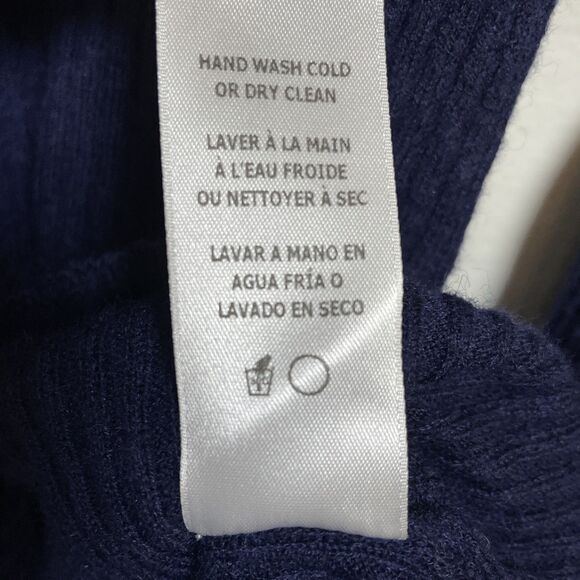 HAND WASH COLD
OR DRY CLEAN
LAVER À LA MAIN
À L'EAU FROIDE
OU NETTOYER À SEC
LAVAR A MANO EN
AGUA FRÍA O
LAVADO EN SECO